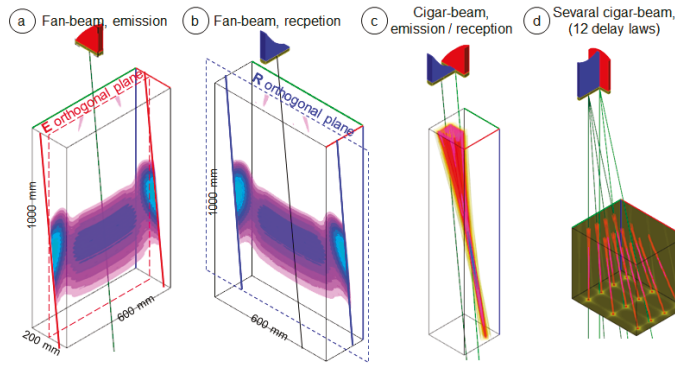 a Fan-beam, emission
b Fan-beam, recpetion
c Cigar-beam,
emission / reception
d Sevaral cigar-beam,
(12 delay laws)
E orthogonal plane
1000 mm
200 mm
600 mm
R orthogonal plane
1000 mm
600 mm